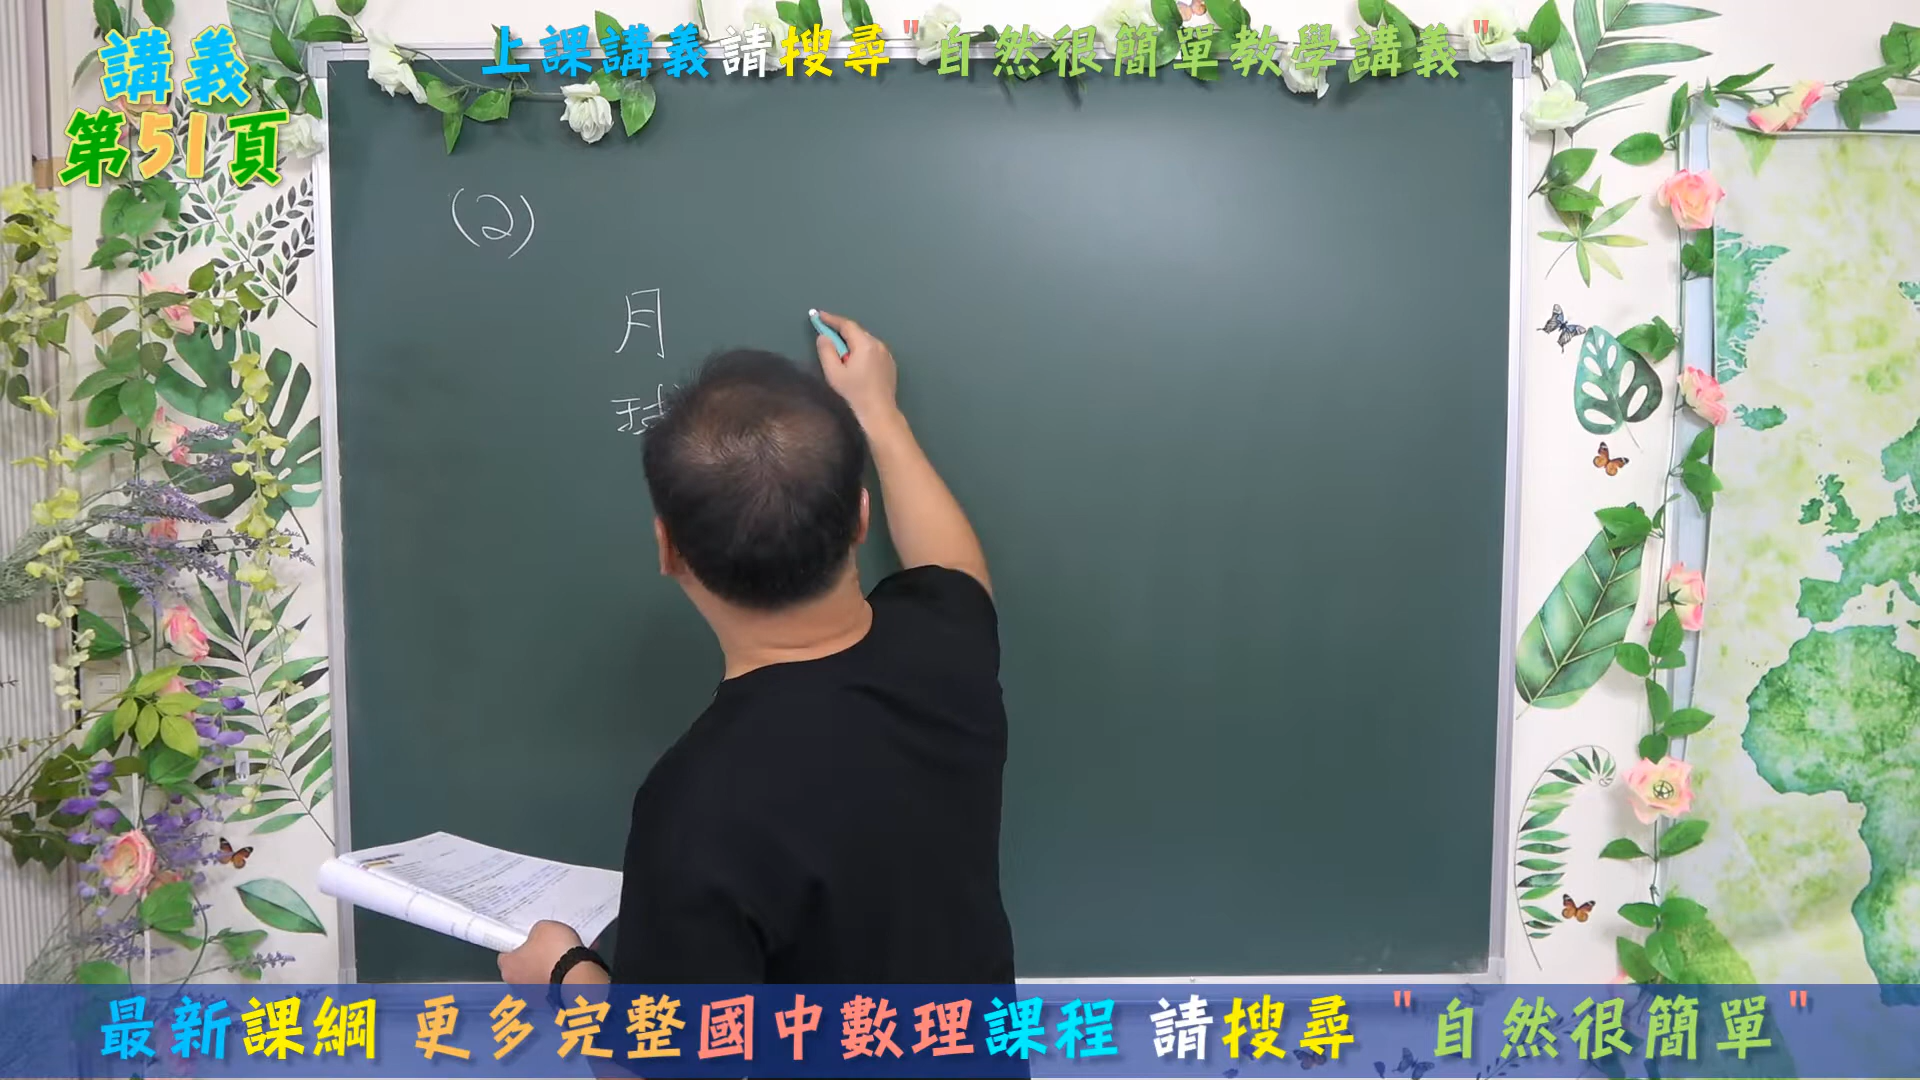 上課講義請搜尋"自然很簡單教學講義"
講義
第51頁
(2)
月
球
最新課綱 更多完整國中數理課程 請搜尋 "自然很簡單"